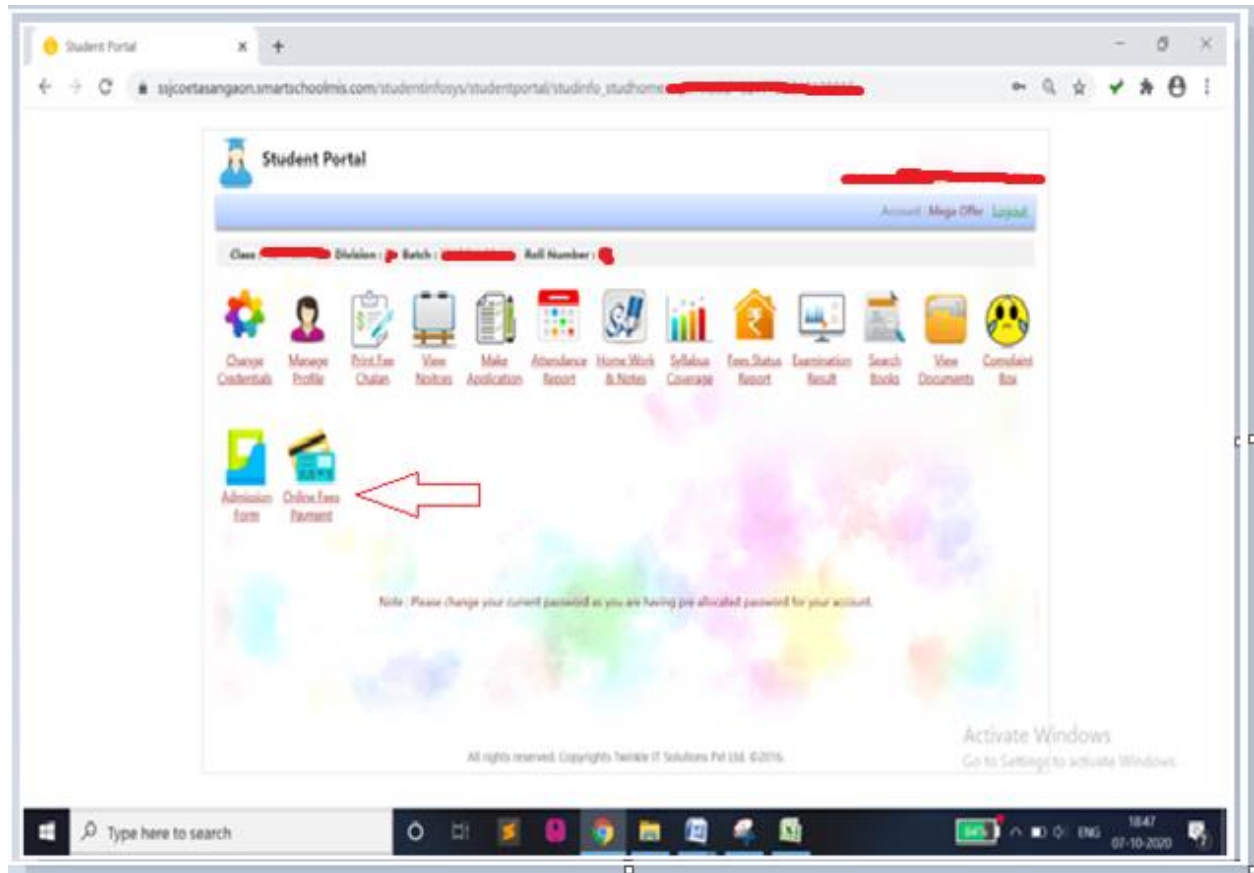 Student Portal
ssjcoetasangaon.smartschoolmis.com/studentinfosys/studentportal/studinfo_studhome
Student Portal
Account : Mega Offer Logout
Class : Division : Batch : Roll Number :
Change Credentials
Manage Profile
Print Fee Chalan
View
Make Application
Attendance Report
Home Work & Notes
Syllabus Coverage
Fees Status Report
Examination Result
Search Books
View Documents
Complaint Box
Admission Form
Online Fees Payment
Note : Please change your current password as you are having pre allocated password for your account.
All rights reserved. Copyrights Twinkle IT Solutions Pvt Ltd. ©2016.
Activate Windows
Go to Settings to activate Windows.
Type here to search
84%
ENG
18:47
07-10-2020